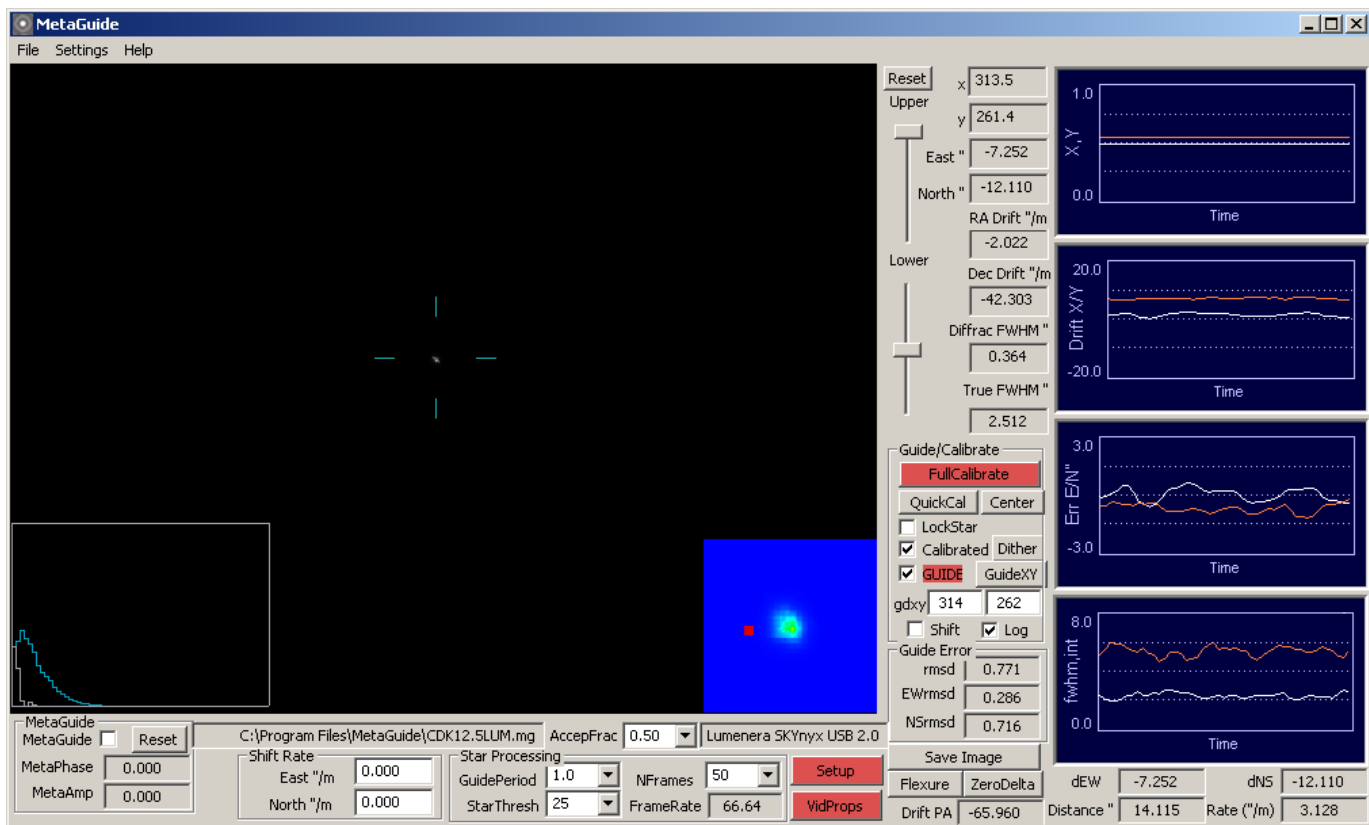 MetaGuide
File Settings Help
Reset x 313.5
Upper
y 261.4
East " -7.252
North " -12.110
RA Drift "/m
-2.022
Lower
Dec Drift "/m
-42.303
Diffrac FWHM "
0.364
True FWHM "
2.512
Guide/Calibrate
FullCalibrate
QuickCal Center
LockStar
Calibrated Dither
GUIDE GuideXY
gdxy 314 262
Shift Log
Guide Error
rmsd 0.771
EWrmsd 0.286
NSrmsd 0.716
Save Image
Flexure ZeroDelta
Drift PA -65.960
1.0
X,Y
0.0
Time
20.0
Drift X/Y
-20.0
Time
3.0
Err E/N"
-3.0
Time
8.0
fwhm,int
0.0
Time
dEW -7.252 dNS -12.110
Distance " 14.115 Rate ("/m) 3.128
MetaGuide
MetaGuide Reset
MetaPhase 0.000
MetaAmp 0.000
C:\Program Files\MetaGuide\CDK12.5LUM.mg AccepFrac 0.50 Lumenera SKYnyx USB 2.0
Shift Rate
East "/m 0.000
North "/m 0.000
Star Processing
GuidePeriod 1.0 NFrames 50
StarThresh 25 FrameRate 66.64
Setup
VidProps